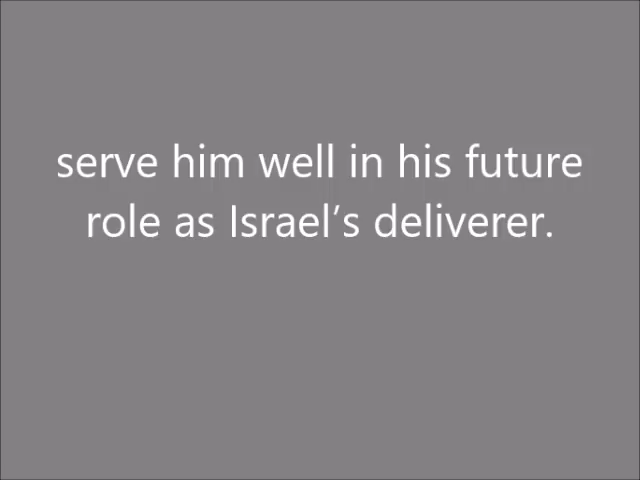 serve him well in his future
role as Israel’s deliverer.